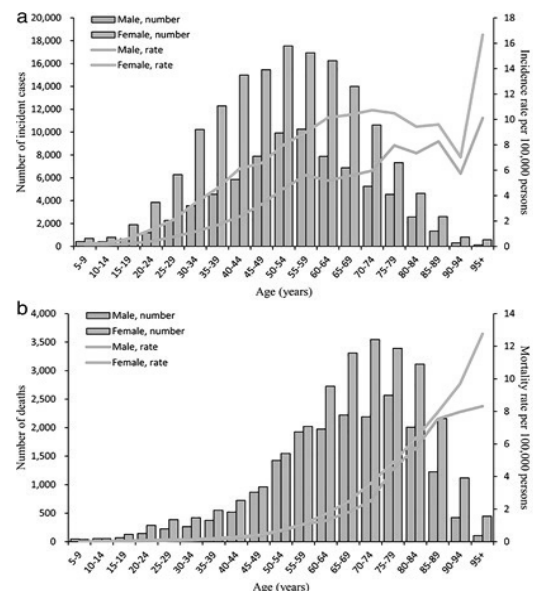 a
Male, number
Female, number
Male, rate
Female, rate
Number of incident cases
20,000
18,000
16,000
14,000
12,000
10,000
8,000
6,000
4,000
2,000
0
18
16
14
12
10
8
6
4
2
0
Incidence rate per 100,000 persons
5-9 10-14 15-19 20-24 25-29 30-34 35-39 40-44 45-49 50-54 55-59 60-64 65-69 70-74 75-79 80-84 85-89 90-94 95+
Age (years)
b
Male, number
Female, number
Male, rate
Female, rate
Number of deaths
4,000
3,500
3,000
2,500
2,000
1,500
1,000
500
0
14
12
10
8
6
4
2
0
Mortality rate per 100,000 persons
5-9 10-14 15-19 20-24 25-29 30-34 35-39 40-44 45-49 50-54 55-59 60-64 65-69 70-74 75-79 80-84 85-89 90-94 95+
Age (years)